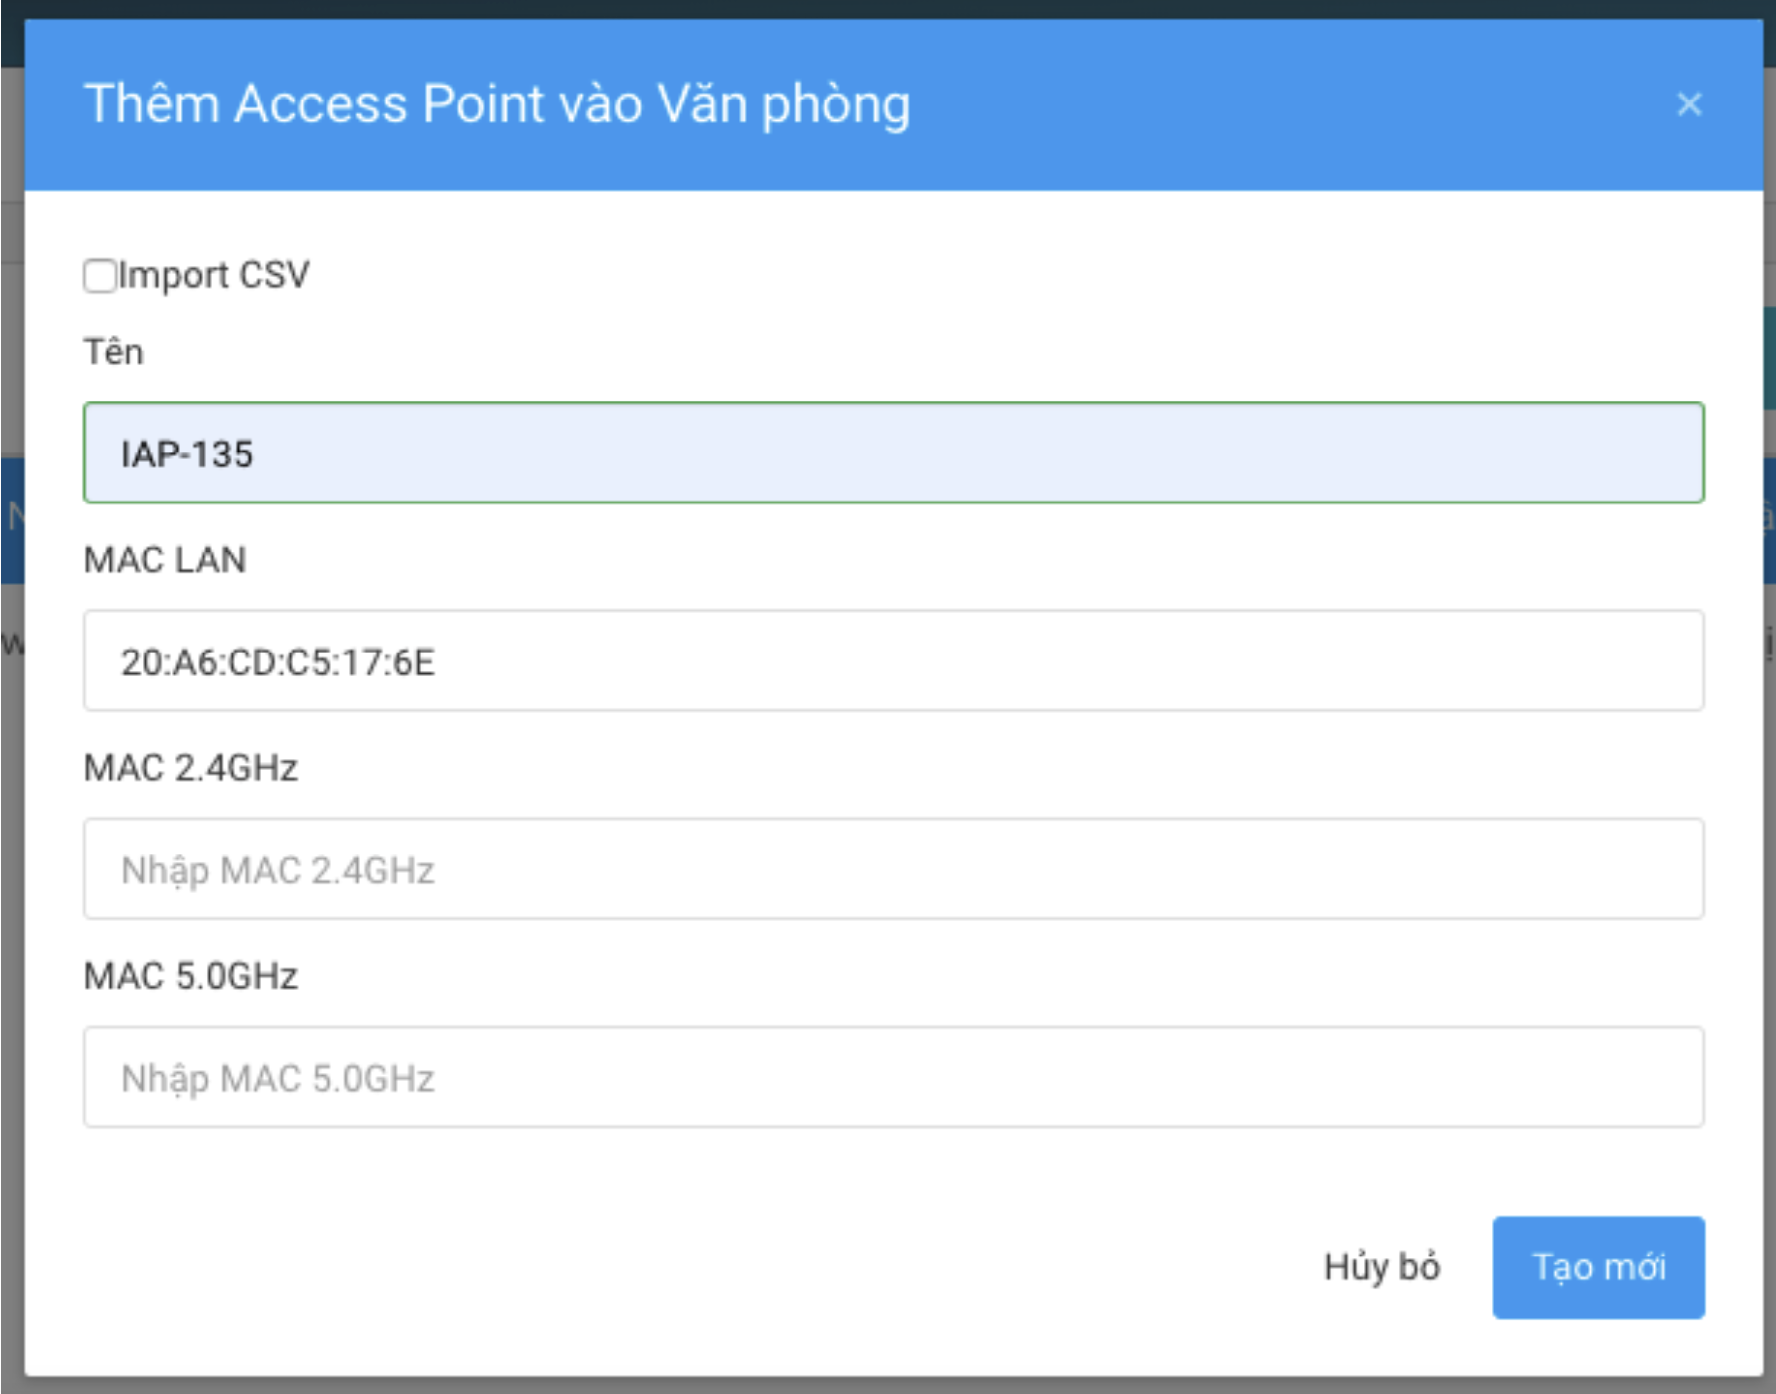 Thêm Access Point vào Văn phòng
×
Import CSV
Tên
IAP-135
MAC LAN
20:A6:CD:C5:17:6E
MAC 2.4GHz
Nhập MAC 2.4GHz
MAC 5.0GHz
Nhập MAC 5.0GHz
Hủy bỏ
Tạo mới